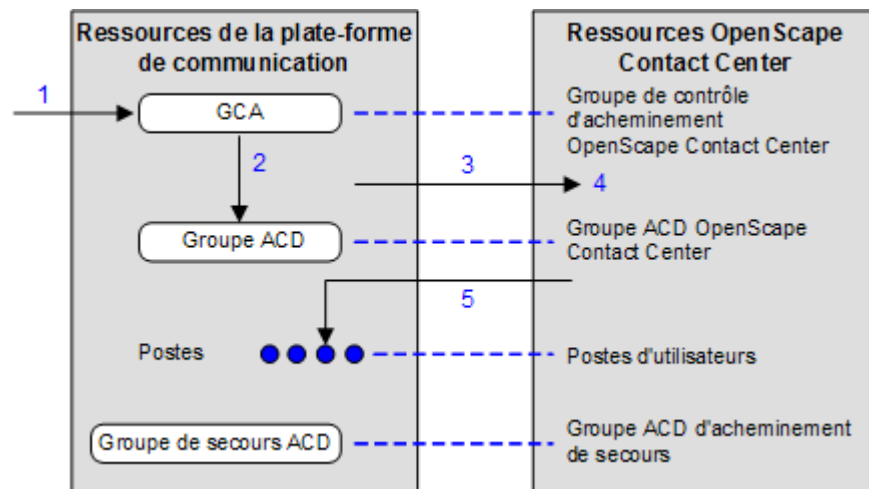 Ressources de la plate-forme
de communication
Ressources OpenScape
Contact Center
1
GCA
Groupe de contrôle
d'acheminement
OpenScape Contact Center
2
3
4
Groupe ACD
Groupe ACD OpenScape
Contact Center
5
Postes
Postes d'utilisateurs
Groupe de secours ACD
Groupe ACD d'acheminement
de secours